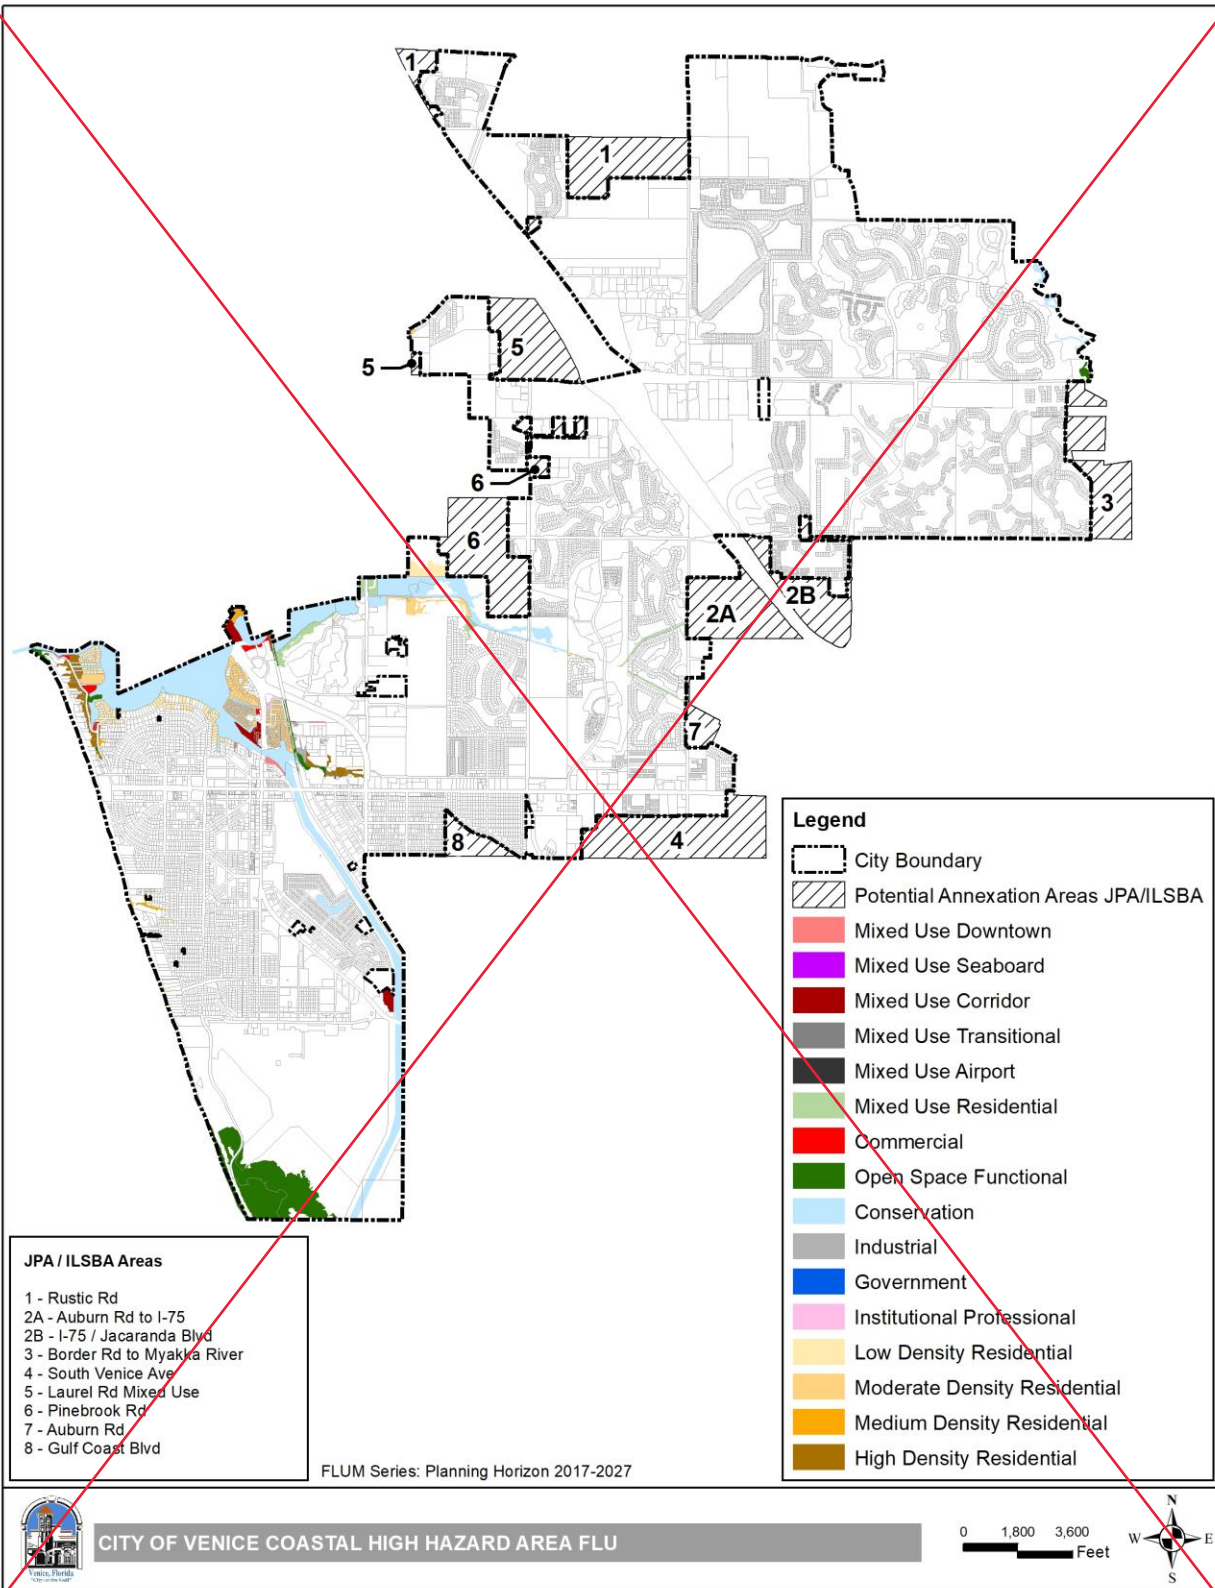 1
1
5
5
6
6
3
2A
2B
7
8
4
Legend
City Boundary
Potential Annexation Areas JPA/ILSBA
Mixed Use Downtown
Mixed Use Seaboard
Mixed Use Corridor
Mixed Use Transitional
Mixed Use Airport
Mixed Use Residential
Commercial
Open Space Functional
Conservation
Industrial
Government
Institutional Professional
Low Density Residential
Moderate Density Residential
Medium Density Residential
High Density Residential
JPA / ILSBA Areas
1 - Rustic Rd
2A - Auburn Rd to I-75
2B - I-75 / Jacaranda Blvd
3 - Border Rd to Myakka River
4 - South Venice Ave
5 - Laurel Rd Mixed Use
6 - Pinebrook Rd
7 - Auburn Rd
8 - Gulf Coast Blvd
FLUM Series: Planning Horizon 2017-2027
Venice, Florida
"City on the Gulf"
CITY OF VENICE COASTAL HIGH HAZARD AREA FLU
0 1,800 3,600
Feet
N
W E
S